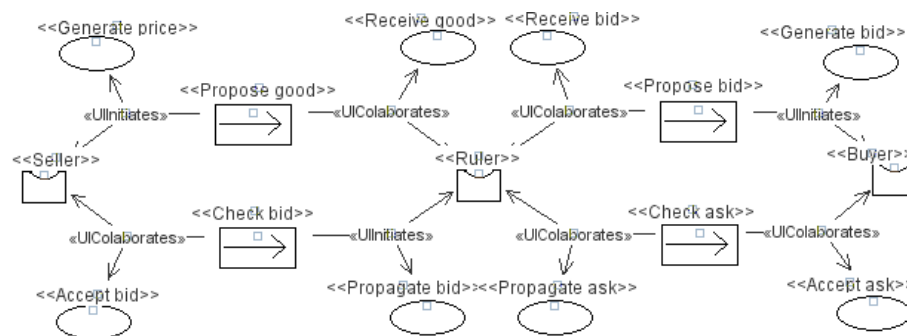 <<Generate price>>
<<Receive good>>
<<Receive bid>>
<<Generate bid>>
<<Propose good>>
<<Propose bid>>
«UIInitiates»
«UIColaborates»
«UIColaborates»
«UIInitiates»
<<Seller>>
<<Ruler>>
<<Buyer>>
<<Check bid>>
<<Check ask>>
«UIColaborates»
«UIInitiates»
«UIColaborates»
«UIColaborates»
<<Accept bid>>
<<Propagate bid>>
<<Propagate ask>>
<<Accept ask>>